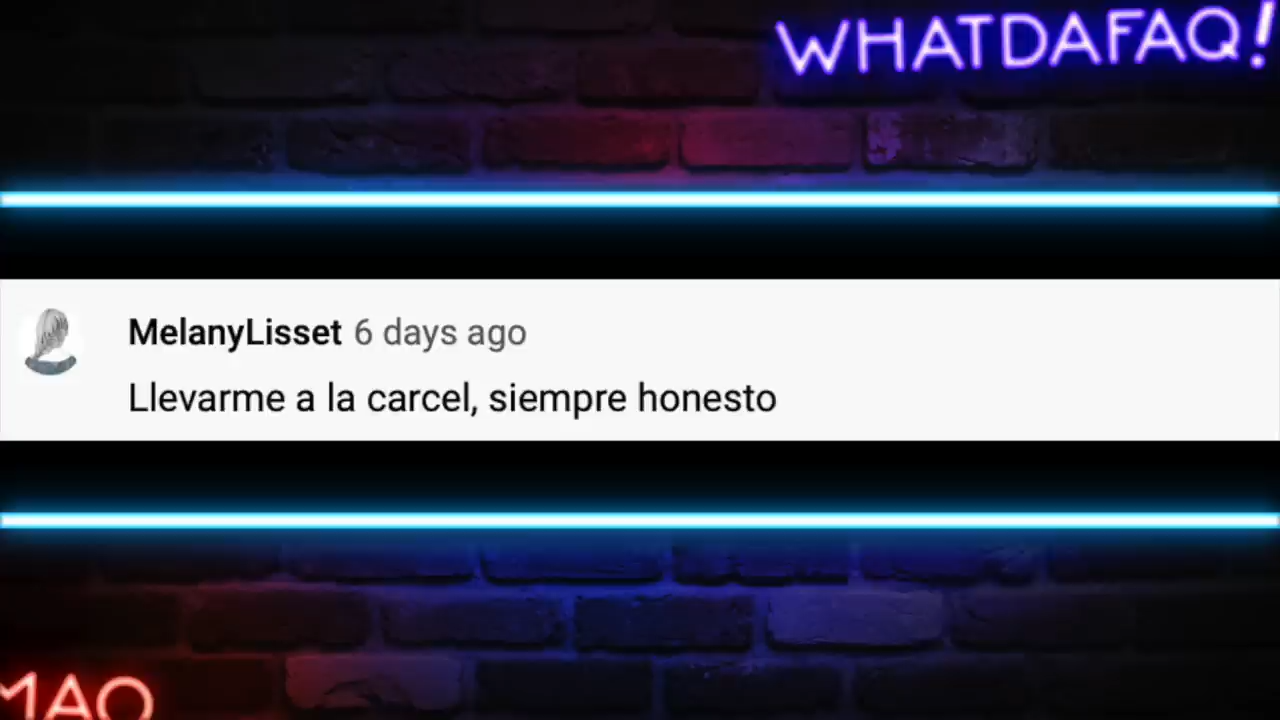 WHATDAFAQ!
MelanyLisset 6 days ago
Llevarme a la carcel, siempre honesto
MAO